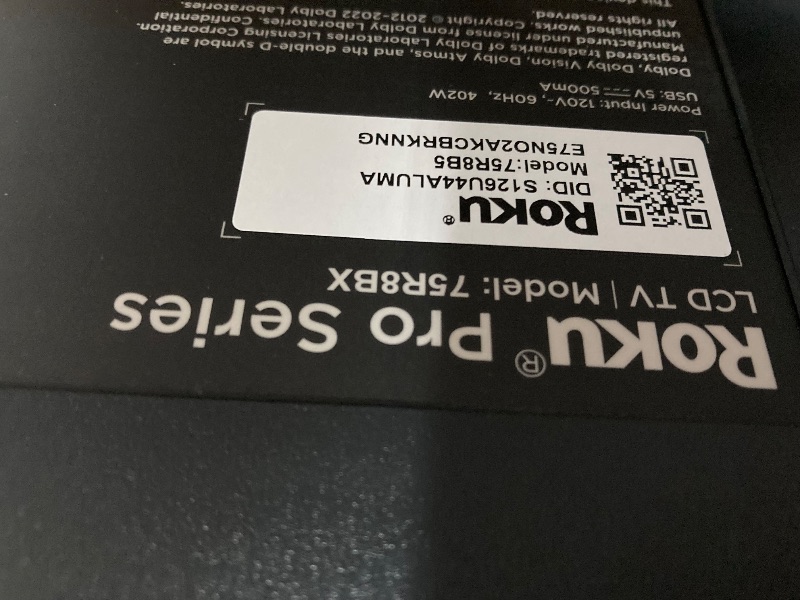 Roku® Pro Series
LCD TV | Model: 75R8BX
Roku®
DID: S126U44ALUMA
Model:75R8B5
E75NO2AKCBRKNNG
Power Input: 120V~, 60Hz, 402W
USB: 5V ⎓ 500mA
Dolby, Dolby Vision, Dolby Atmos, and the double-D symbol are
registered trademarks of Dolby Laboratories Licensing Corporation.
Manufactured under license from Dolby Laboratories. Confidential
unpublished works. Copyright © 2012-2022 Dolby Laboratories.
All rights reserved.
This